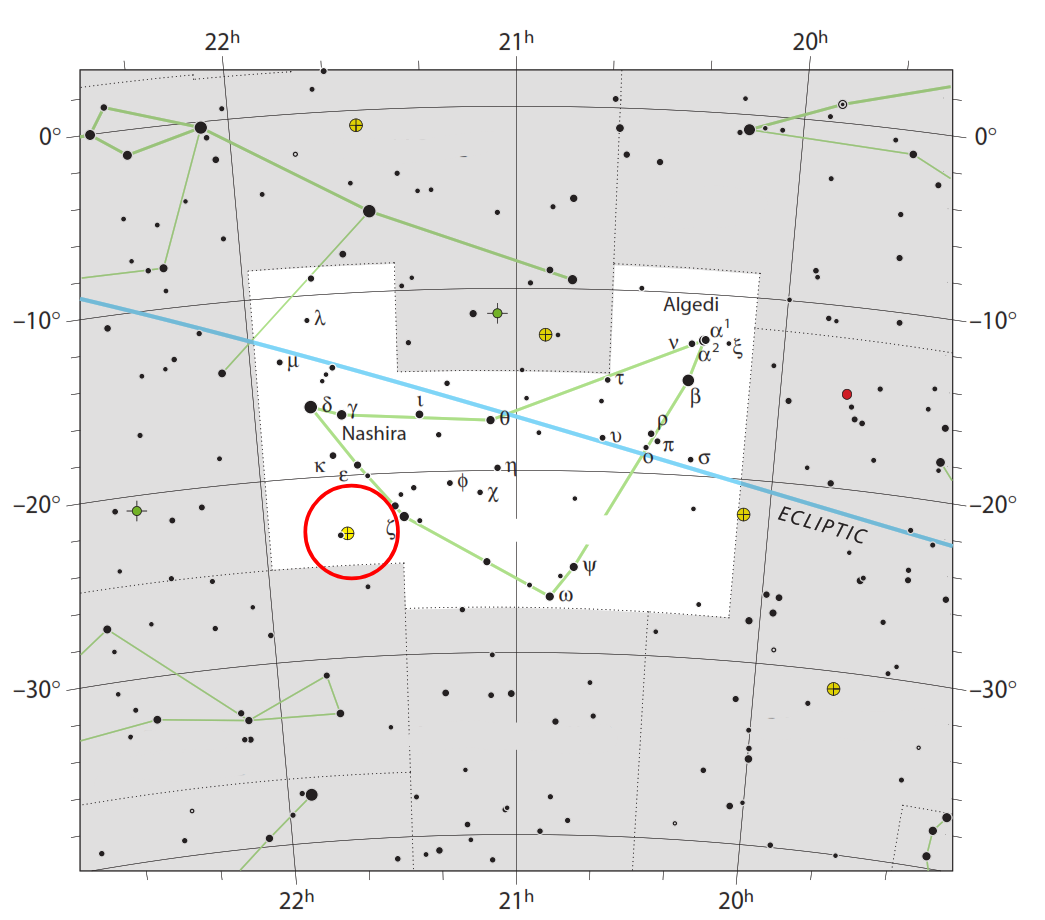 22h 21h 20h
0° 0°
Algedi
−10° −10°
λ ν α1
α2 ξ
μ τ
β
δ γ ι θ ρ
Nashira υ π
ο σ
κ ε η
ϕ
χ
−20° −20°
ζ ECLIPTIC
ψ
ω
−30° −30°
22h 21h 20h